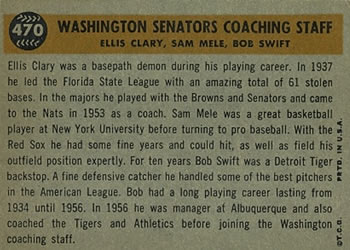 470
WASHINGTON SENATORS COACHING STAFF
ELLIS CLARY, SAM MELE, BOB SWIFT
Ellis Clary was a basepath demon during his playing career. In 1937
he led the Florida State League with an amazing total of 61 stolen
bases. In the majors he played with the Browns and Senators and came
to the Nats in 1953 as a coach. Sam Mele was a great basketball
player at New York University before turning to pro baseball. With the
Red Sox he had some fine years and could hit, as well as field his
outfield position expertly. For ten years Bob Swift was a Detroit Tiger
backstop. A fine defensive catcher he handled some of the best pitchers
in the American League. Bob had a long playing career lasting from
1934 until 1956. In 1956 he was manager at Albuquerque and also
coached the Tigers and Athletics before joining the Washington
coaching staff.
©T.C.G. PRTD. IN U.S.A.